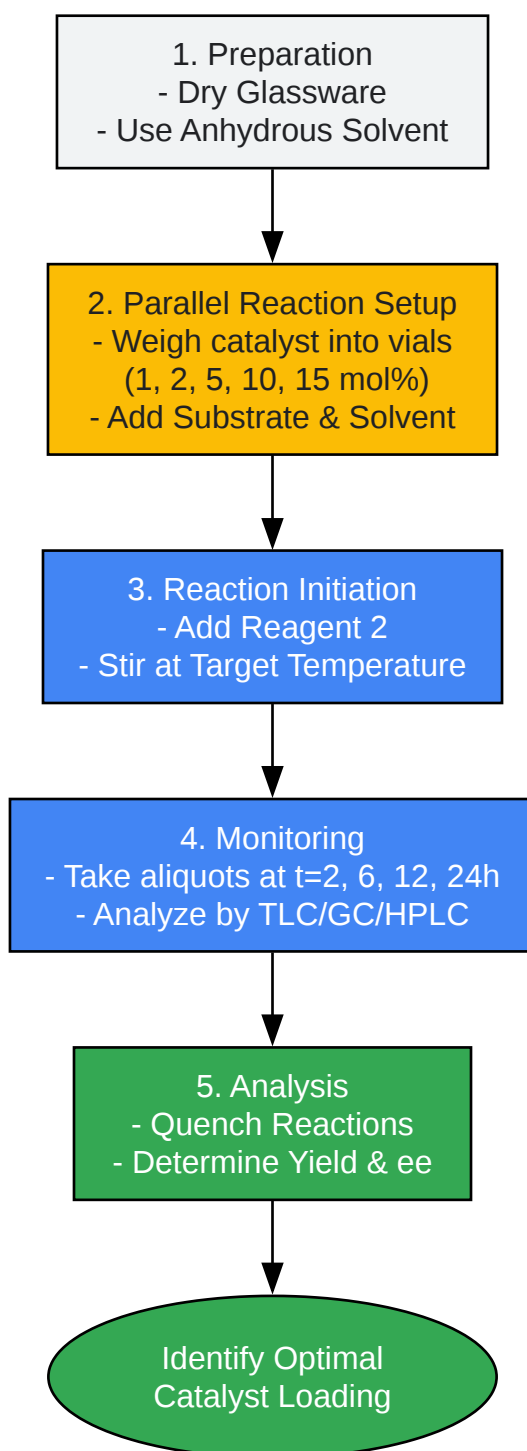 1. Preparation
- Dry Glassware
- Use Anhydrous Solvent
2. Parallel Reaction Setup
- Weigh catalyst into vials
(1, 2, 5, 10, 15 mol%)
- Add Substrate & Solvent
3. Reaction Initiation
- Add Reagent 2
- Stir at Target Temperature
4. Monitoring
- Take aliquots at t=2, 6, 12, 24h
- Analyze by TLC/GC/HPLC
5. Analysis
- Quench Reactions
- Determine Yield & ee
Identify Optimal
Catalyst Loading